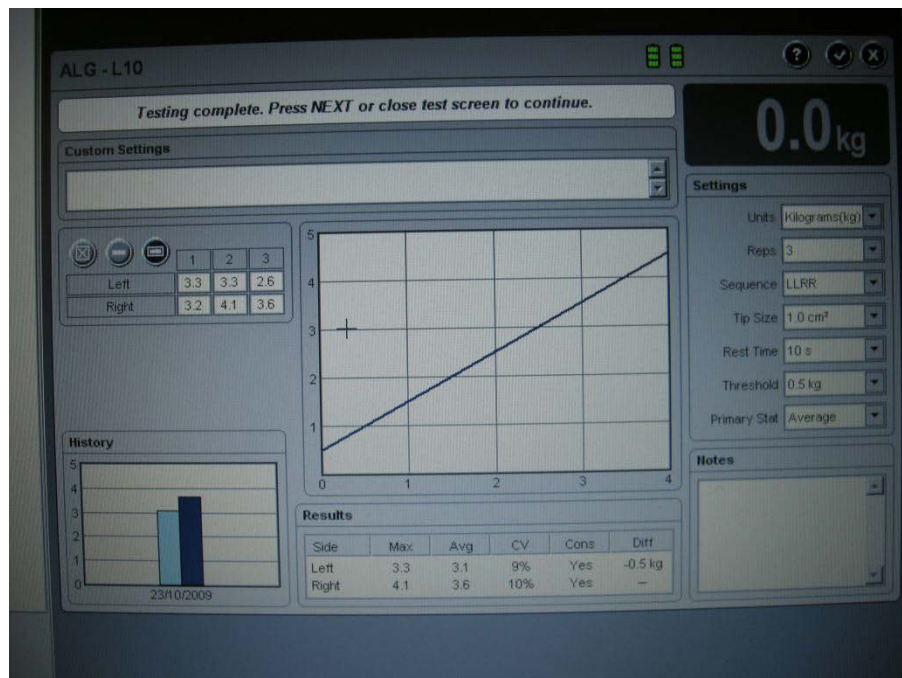 ALG - L10
?
Testing complete. Press NEXT or close test screen to continue.
0.0 kg
Custom Settings
Settings
Units Kilograms(kg)
Reps 3
Sequence LLRR
Tip Size 1.0 cm²
Rest Time 10 s
Threshold 0.5 kg
Primary Stat Average
1 2 3
Left 3.3 3.3 2.6
Right 3.2 4.1 3.6
5
4
3
2
1
0 1 2 3 4
History
5
4
3
2
1
0
23/10/2009
Results
Side Max Avg CV Cons Diff
Left 3.3 3.1 9% Yes -0.5 kg
Right 4.1 3.6 10% Yes --
Notes